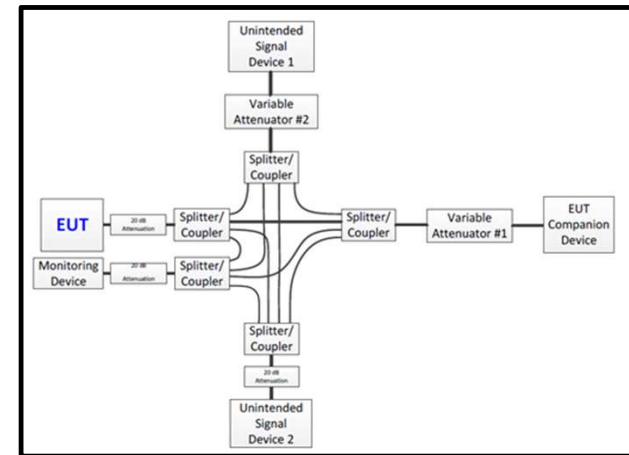 Unintended
Signal
Device 1
Variable
Attenuator #2
Splitter/
Coupler
EUT
20 dB
Attenuation
Splitter/
Coupler
Splitter/
Coupler
Variable
Attenuator #1
EUT
Companion
Device
Monitoring
Device
20 dB
Attenuation
Splitter/
Coupler
Splitter/
Coupler
20 dB
Attenuation
Unintended
Signal
Device 2